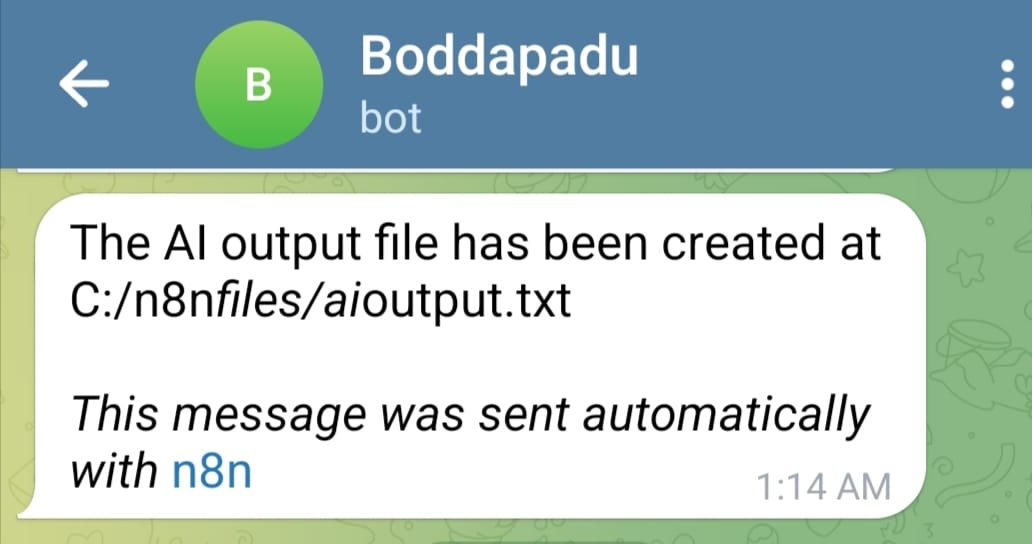 B
Boddapadu
bot
The AI output file has been created at
C:/n8nfiles/aioutput.txt
This message was sent automatically
with n8n
1:14 AM